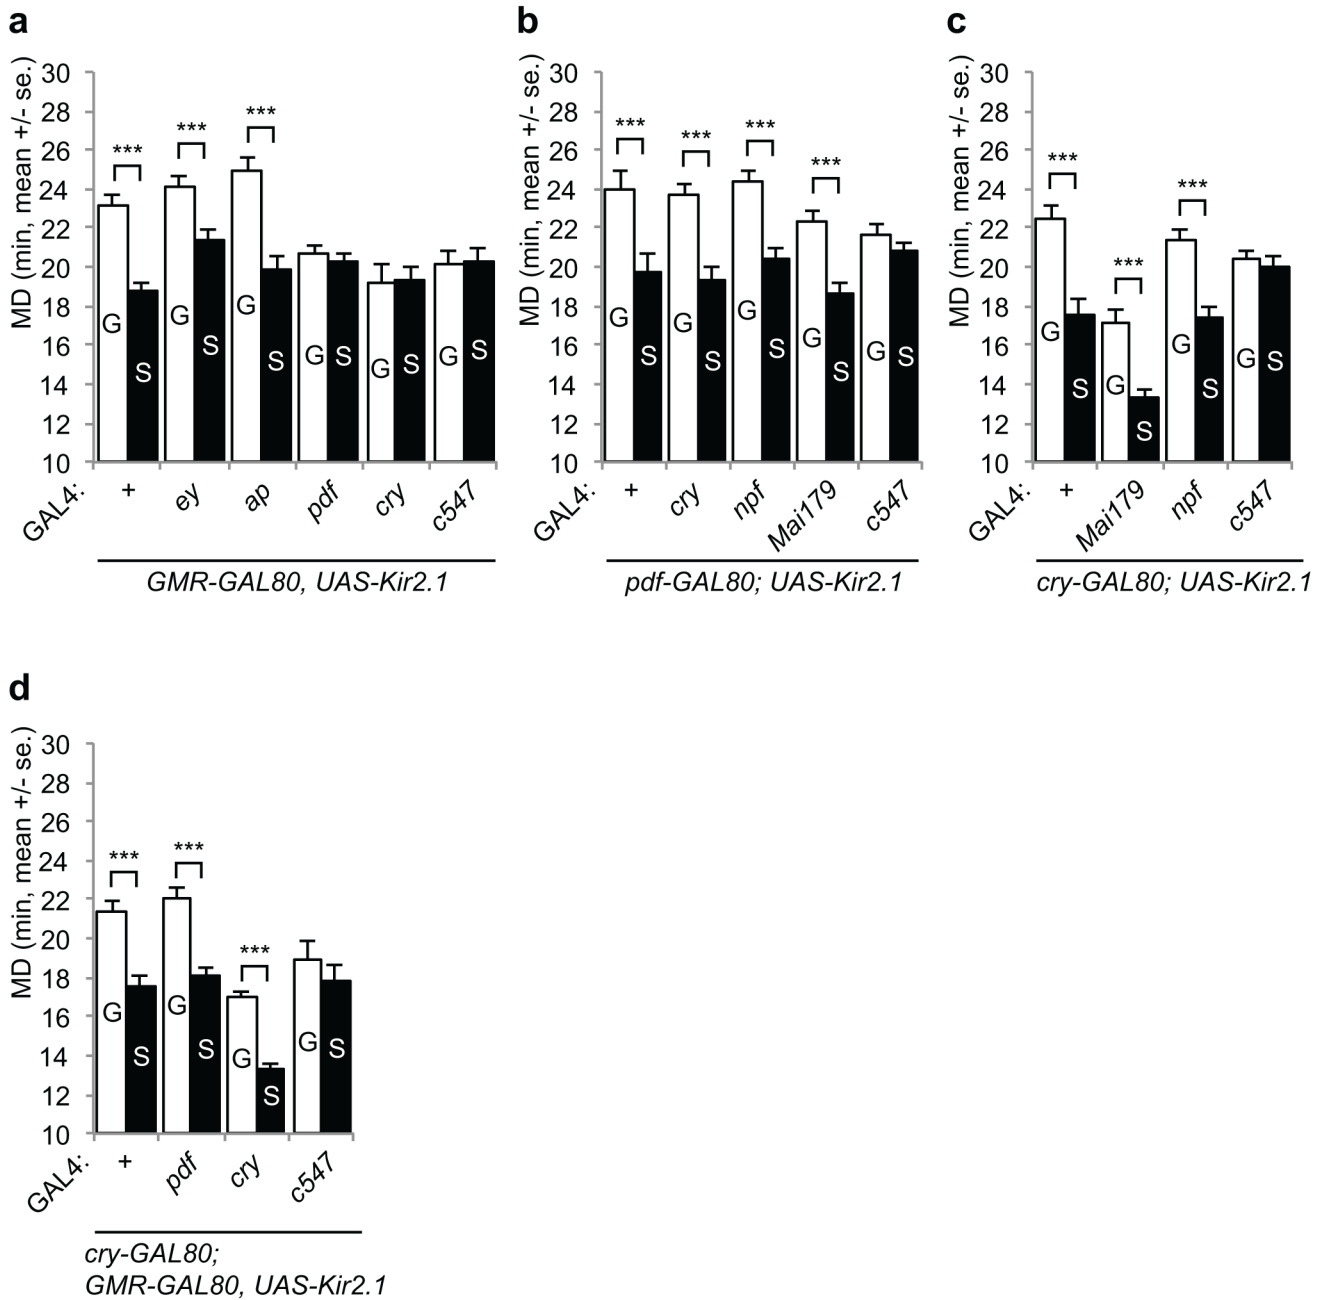 a
MD (min, mean +/- se.)
30
28
26
24
22
20
18
16
14
12
10
***
***
***
G
S
G
S
G
S
G
S
G
S
G
S
GAL4:
+
ey
ap
pdf
cry
c547
GMR-GAL80, UAS-Kir2.1
b
MD (min, mean +/- se.)
30
28
26
24
22
20
18
16
14
12
10
***
***
***
***
G
S
G
S
G
S
G
S
G
S
GAL4:
+
cry
npf
Mai179
c547
pdf-GAL80; UAS-Kir2.1
c
MD (min, mean +/- se.)
30
28
26
24
22
20
18
16
14
12
10
***
***
***
G
S
G
S
G
S
G
S
GAL4:
+
Mai179
npf
c547
cry-GAL80; UAS-Kir2.1
d
MD (min, mean +/- se.)
30
28
26
24
22
20
18
16
14
12
10
***
***
***
G
S
G
S
G
S
G
S
GAL4:
+
pdf
cry
c547
cry-GAL80;
GMR-GAL80, UAS-Kir2.1